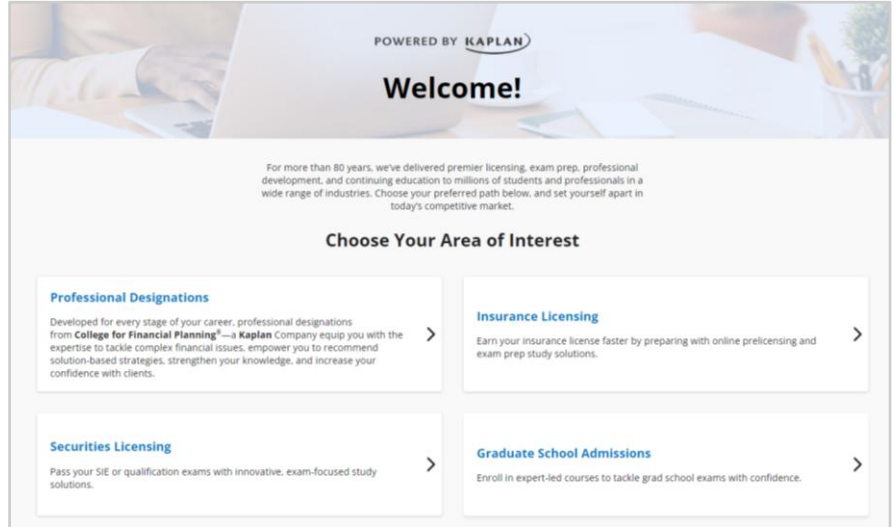 POWERED BY KAPLAN
Welcome!
For more than 80 years, we've delivered premier licensing, exam prep, professional
development, and continuing education to millions of students and professionals in a
wide range of industries. Choose your preferred path below, and set yourself apart in
today's competitive market.
Choose Your Area of Interest
Professional Designations
Developed for every stage of your career, professional designations
from College for Financial Planning®—a Kaplan Company equip you with the
expertise to tackle complex financial issues, empower you to recommend
solution-based strategies, strengthen your knowledge, and increase your
confidence with clients.
Insurance Licensing
Earn your insurance license faster by preparing with online prelicensing and
exam prep study solutions.
Securities Licensing
Pass your SIE or qualification exams with innovative, exam-focused study
solutions.
Graduate School Admissions
Enroll in expert-led courses to tackle grad school exams with confidence.